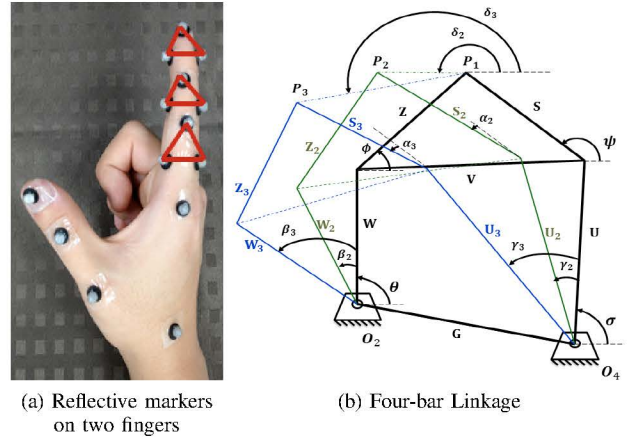 δ₃
δ₂
P₂
P₁
P₃
Z
S₂
S
S₃
α₂
Z₂
ϕ
α₃
ψ
V
Z₃
W
W₂
U₃
U₂
U
W₃
β₃
β₂
γ₃
γ₂
θ
σ
G
O₂
O₄
(a) Reflective markers
on two fingers
(b) Four-bar Linkage